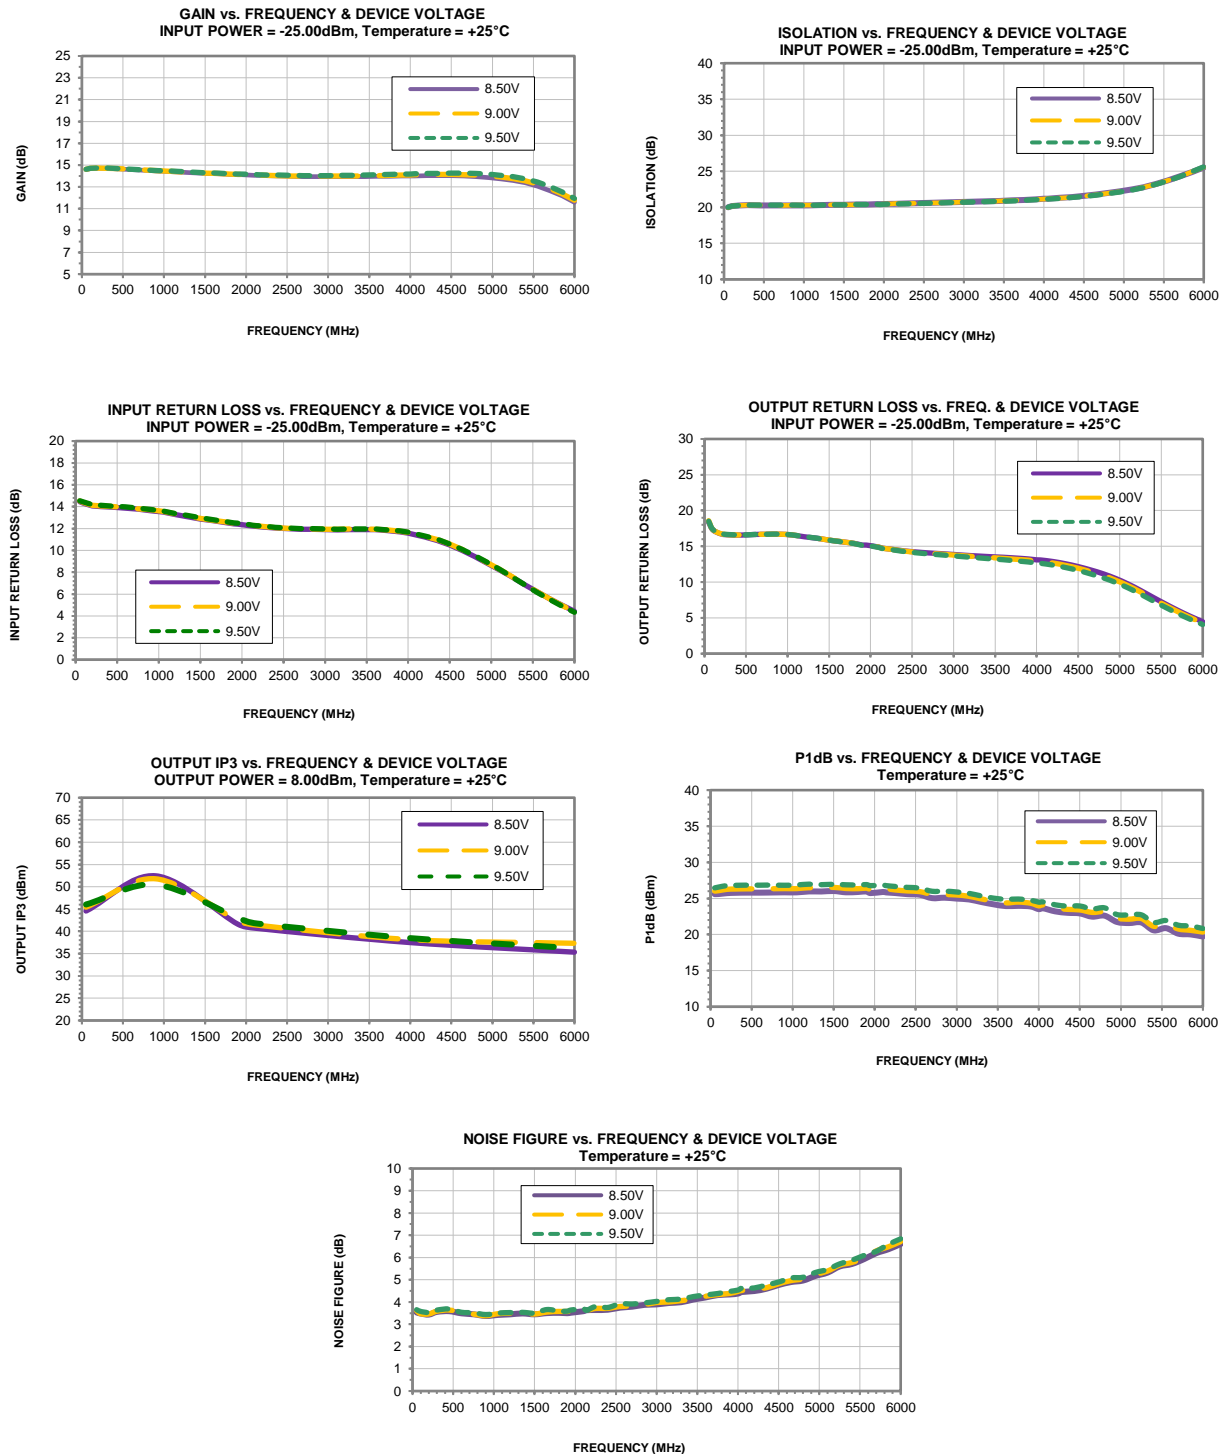 GAIN vs. FREQUENCY & DEVICE VOLTAGE
INPUT POWER = -25.00dBm, Temperature = +25°C
25
23
21
19
17
15
13
11
9
7
5
GAIN (dB)
8.50V
9.00V
9.50V
0 500 1000 1500 2000 2500 3000 3500 4000 4500 5000 5500 6000
FREQUENCY (MHz)
ISOLATION vs. FREQUENCY & DEVICE VOLTAGE
INPUT POWER = -25.00dBm, Temperature = +25°C
40
35
30
25
20
15
10
ISOLATION (dB)
8.50V
9.00V
9.50V
0 500 1000 1500 2000 2500 3000 3500 4000 4500 5000 5500 6000
FREQUENCY (MHz)
INPUT RETURN LOSS vs. FREQUENCY & DEVICE VOLTAGE
INPUT POWER = -25.00dBm, Temperature = +25°C
20
18
16
14
12
10
8
6
4
2
0
INPUT RETURN LOSS (dB)
8.50V
9.00V
9.50V
0 500 1000 1500 2000 2500 3000 3500 4000 4500 5000 5500 6000
FREQUENCY (MHz)
OUTPUT RETURN LOSS vs. FREQ. & DEVICE VOLTAGE
INPUT POWER = -25.00dBm, Temperature = +25°C
30
25
20
15
10
5
0
OUTPUT RETURN LOSS (dB)
8.50V
9.00V
9.50V
0 500 1000 1500 2000 2500 3000 3500 4000 4500 5000 5500 6000
FREQUENCY (MHz)
OUTPUT IP3 vs. FREQUENCY & DEVICE VOLTAGE
OUTPUT POWER = 8.00dBm, Temperature = +25°C
70
65
60
55
50
45
40
35
30
25
20
OUTPUT IP3 (dBm)
8.50V
9.00V
9.50V
0 500 1000 1500 2000 2500 3000 3500 4000 4500 5000 5500 6000
FREQUENCY (MHz)
P1dB vs. FREQUENCY & DEVICE VOLTAGE
Temperature = +25°C
40
35
30
25
20
15
10
P1dB (dBm)
8.50V
9.00V
9.50V
0 500 1000 1500 2000 2500 3000 3500 4000 4500 5000 5500 6000
FREQUENCY (MHz)
NOISE FIGURE vs. FREQUENCY & DEVICE VOLTAGE
Temperature = +25°C
10
9
8
7
6
5
4
3
2
1
0
NOISE FIGURE (dB)
8.50V
9.00V
9.50V
0 500 1000 1500 2000 2500 3000 3500 4000 4500 5000 5500 6000
FREQUENCY (MHz)